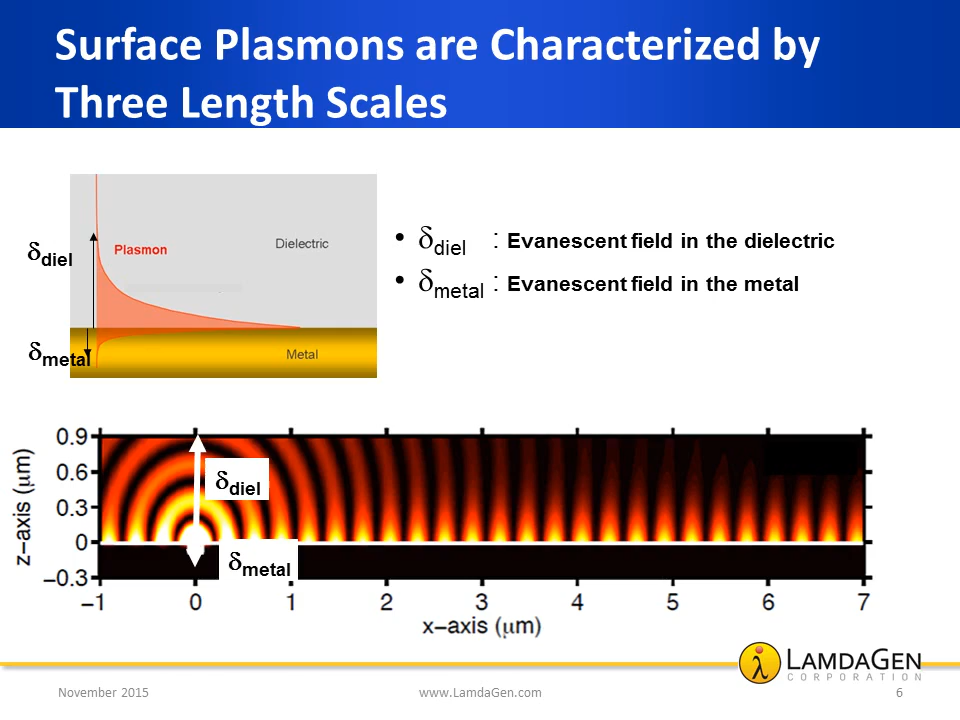 Surface Plasmons are Characterized by
Three Length Scales
δdiel
Plasmon
Dielectric
δmetal
Metal
• δdiel : Evanescent field in the dielectric
• δmetal : Evanescent field in the metal
z−axis (μm)
0.9
0.6
0.3
0
−0.3
δdiel
δmetal
−1 0 1 2 3 4 5 6 7
x−axis (μm)
λ LAMDAGEN
CORPORATION
November 2015 www.LamdaGen.com 6